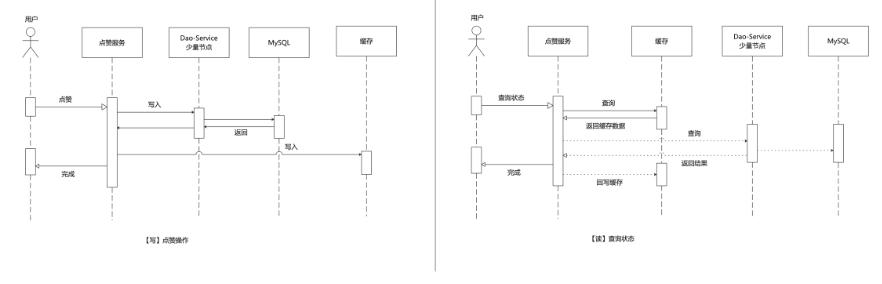 用户
点赞服务
Dao-Service
少量节点
MySQL
缓存
点赞
写入
返回
写入
完成
【写】点赞操作
用户
点赞服务
缓存
Dao-Service
少量节点
MySQL
查询状态
查询
返回缓存数据
查询
返回结果
完成
回写缓存
【读】查询状态